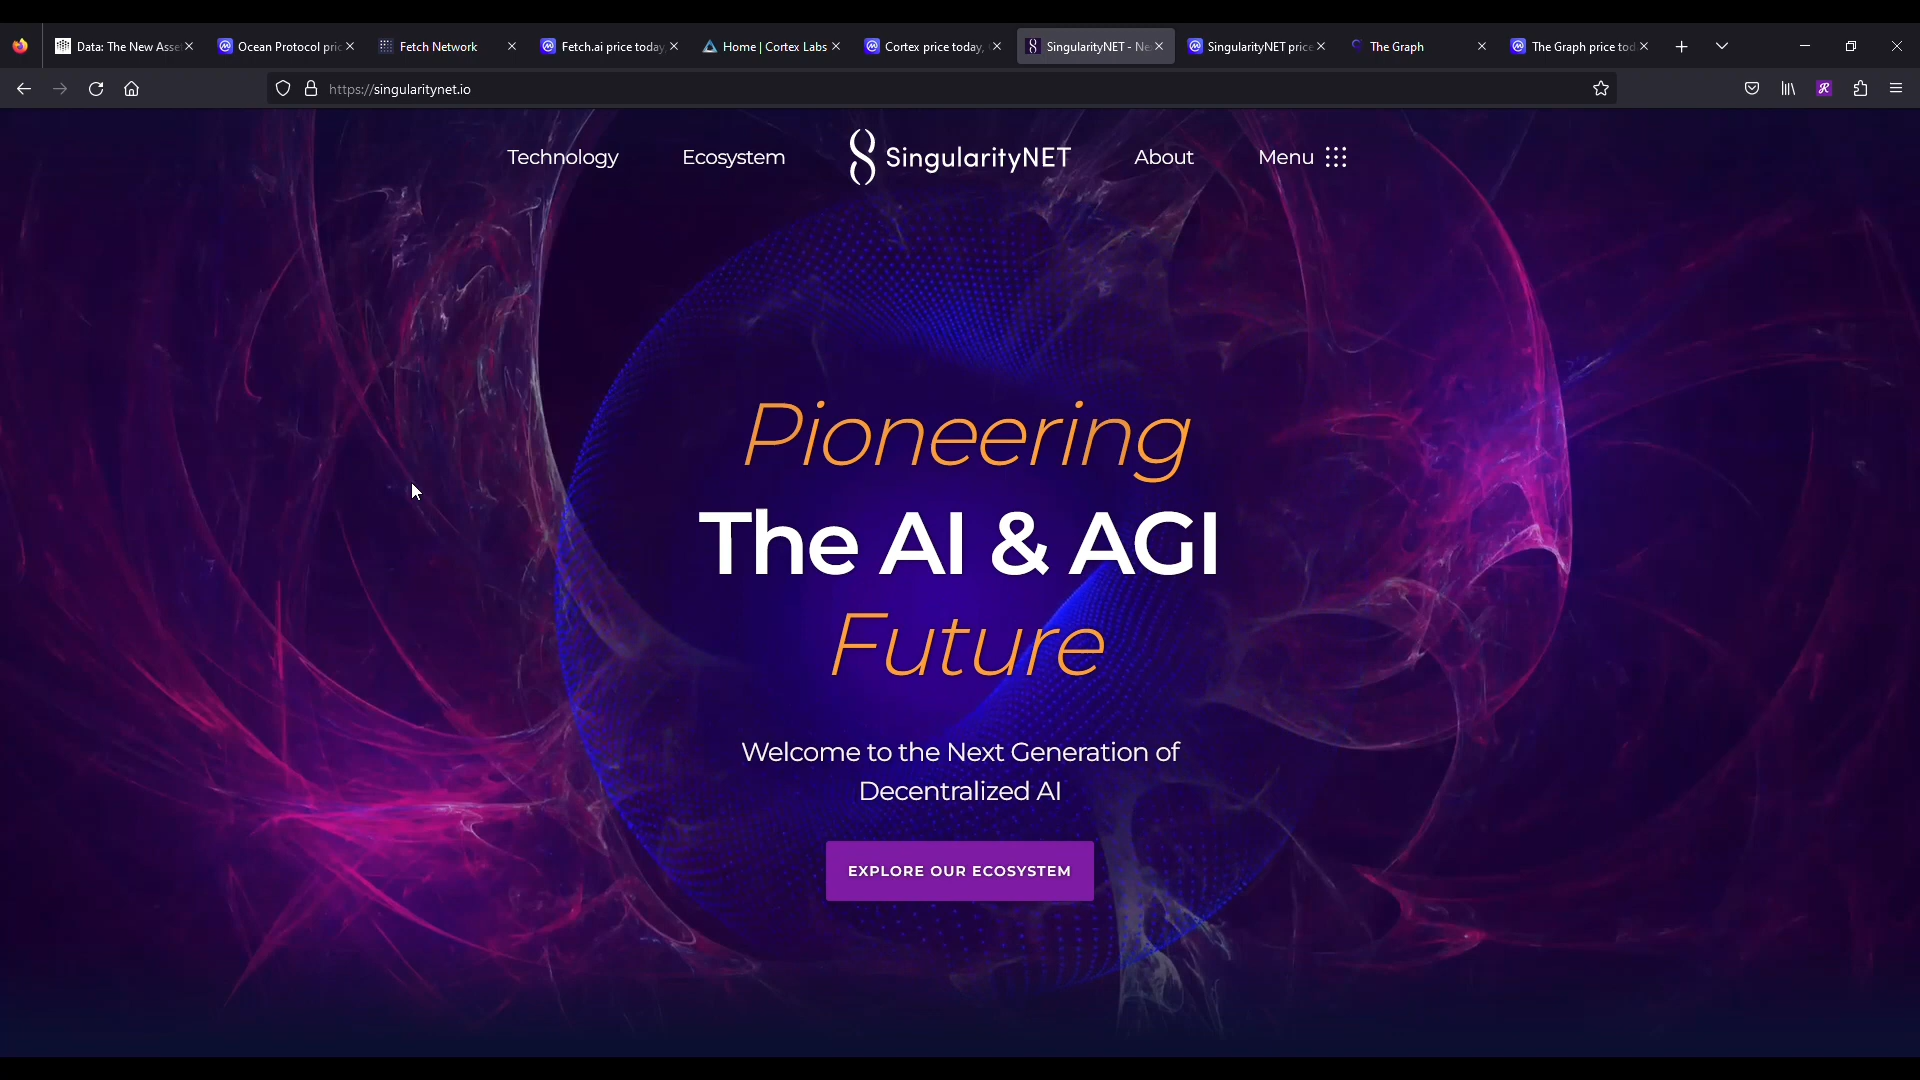 Data: The New Asse
Ocean Protocol pric
Fetch Network
Fetch.ai price today
Home | Cortex Labs
Cortex price today,
SingularityNET - Ne
SingularityNET price
The Graph
The Graph price tod
https://singularitynet.io
Technology
Ecosystem
SingularityNET
About
Menu
Pioneering
The AI & AGI
Future
Welcome to the Next Generation of
Decentralized AI
EXPLORE OUR ECOSYSTEM